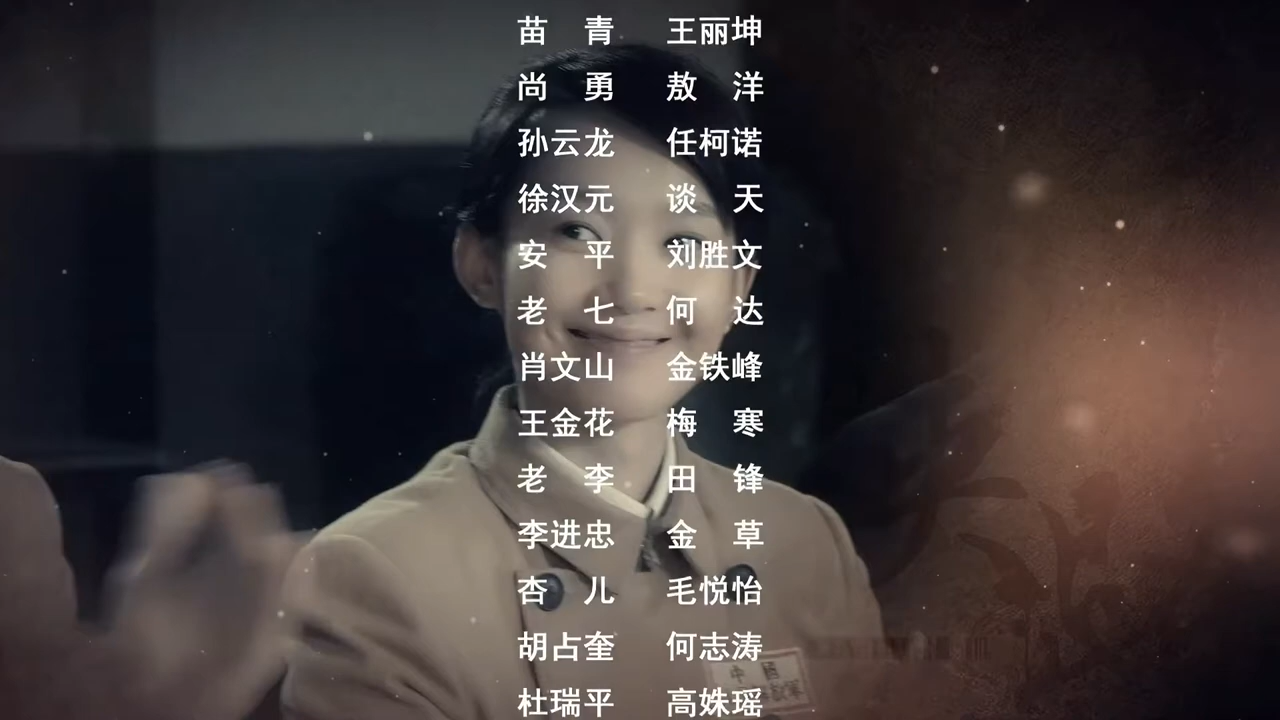 苗 青 王丽坤
尚 勇 敖 洋
孙云龙 任柯诺
徐汉元 谈 天
安 平 刘胜文
老 七 何 达
肖文山 金铁峰
王金花 梅 寒
老 李 田 锋
李进忠 金 草
杏 儿 毛悦怡
胡占奎 何志涛
杜瑞平 高姝瑶
中國